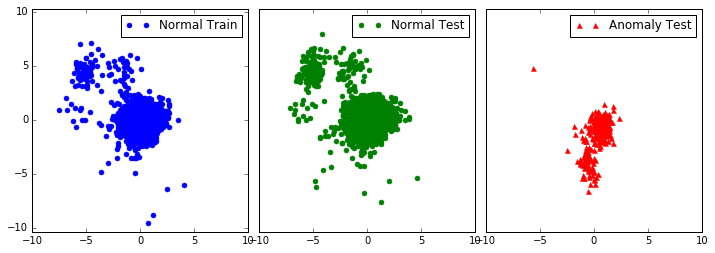 Normal Train
Normal Test
Anomaly Test
10
5
0
−5
−10
−10 −5 0 5 10
−10 −5 0 5 10
−10 −5 0 5 10